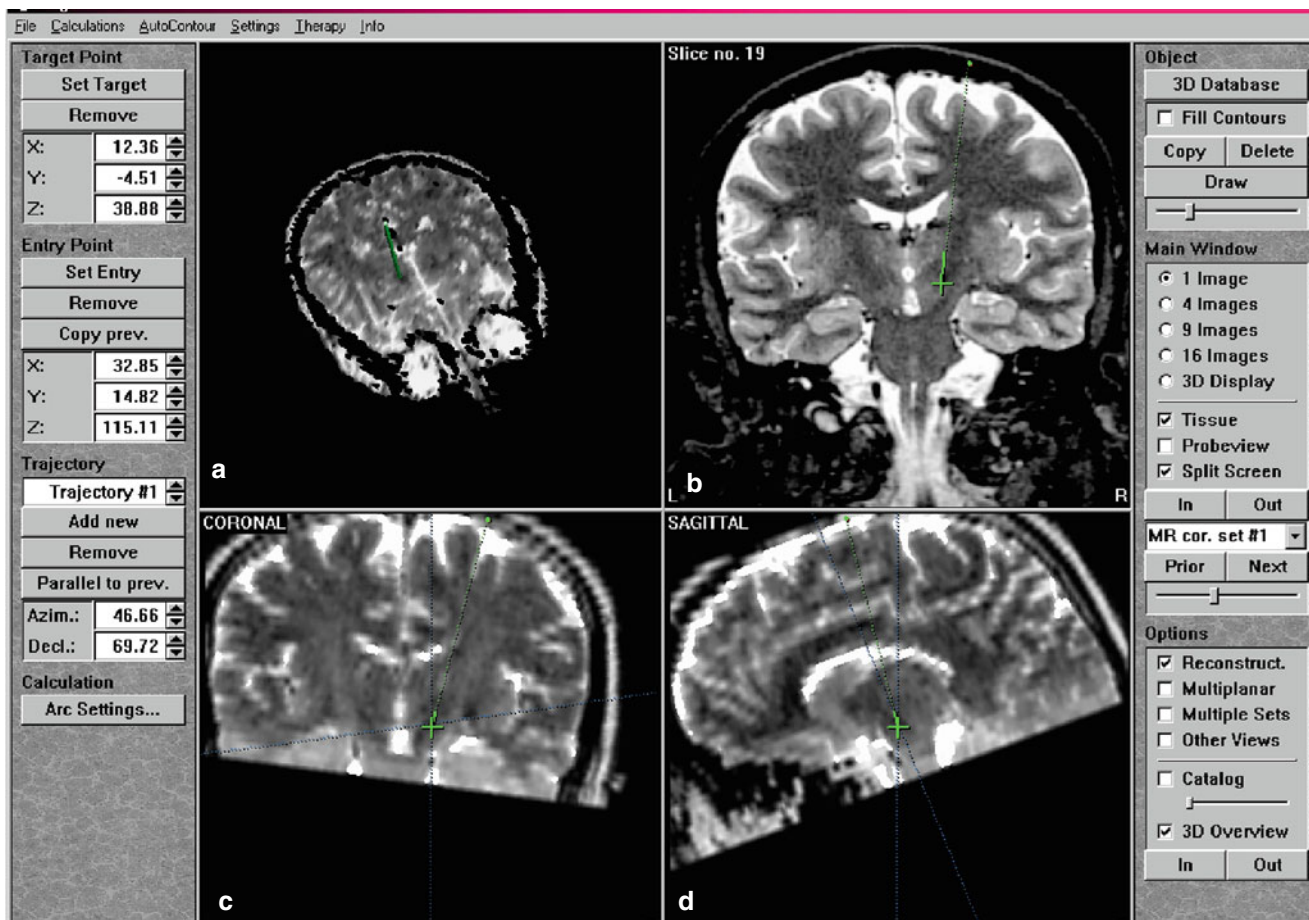 File Calculations AutoContour Settings Therapy Info
Target Point
Set Target
Remove
X: 12.36
Y: -4.51
Z: 38.88
Entry Point
Set Entry
Remove
Copy prev.
X: 32.85
Y: 14.82
Z: 115.11
Trajectory
Trajectory #1
Add new
Remove
Parallel to prev.
Azim.: 46.66
Decl.: 69.72
Calculation
Arc Settings...
a
Slice no. 19
L b R
CORONAL
c
SAGITTAL
d
Object
3D Database
Fill Contours
Copy Delete
Draw
Main Window
1 Image
4 Images
9 Images
16 Images
3D Display
Tissue
Probeview
Split Screen
In Out
MR cor. set #1
Prior Next
Options
Reconstruct.
Multiplanar
Multiple Sets
Other Views
Catalog
3D Overview
In Out